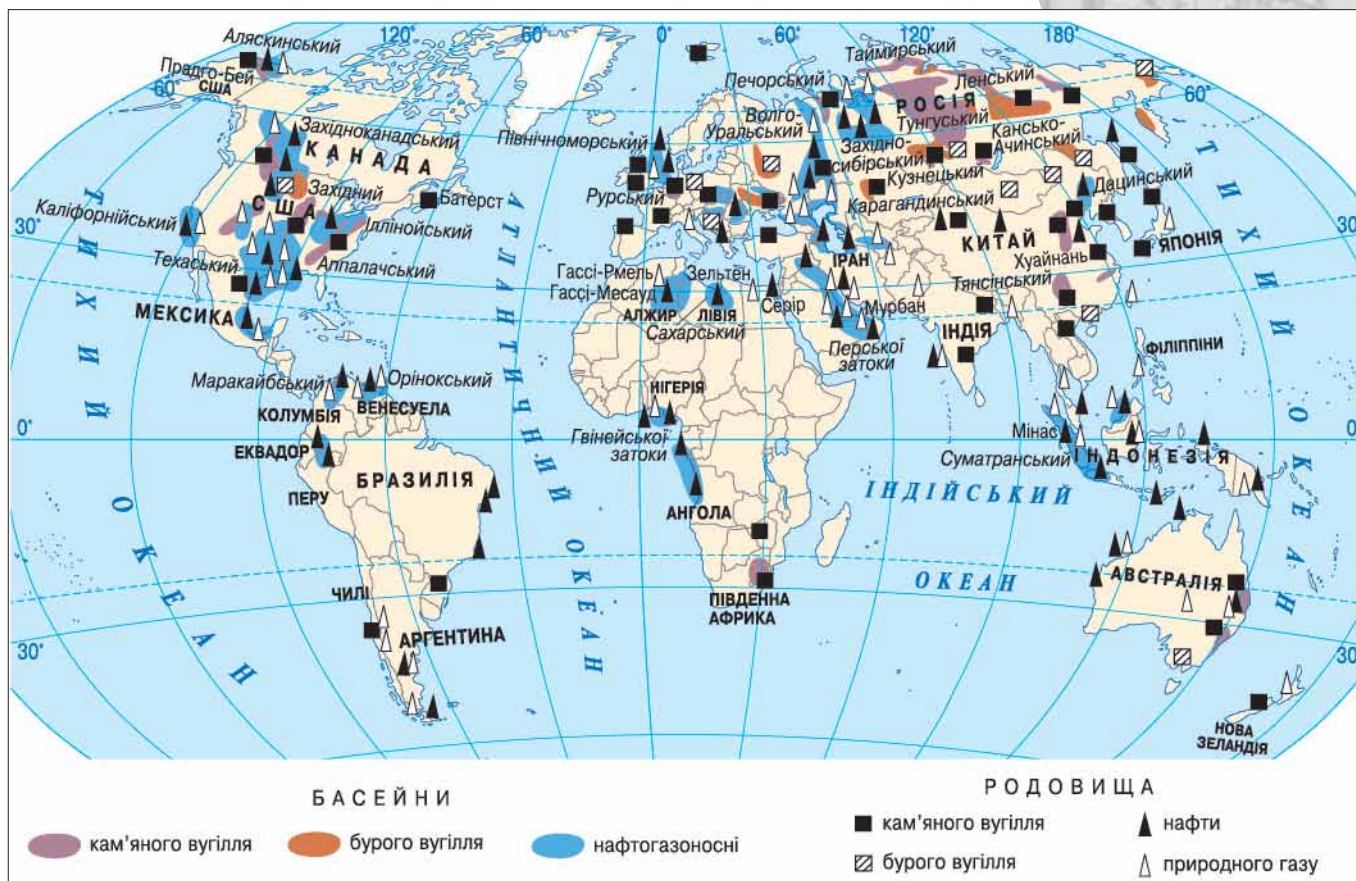 120°
60°
0°
60°
120°
180°
Аляскинський
Прадго-Бей
США
60°
Таймирський
Печорський
Ленський
60°
РОСІЯ
Тунгуський
Волго-
Уральський
Західноканадський
КАНАДА
Північноморський
Західно-
сибірський
Кансько-
Ачинський
Кузнецький
Західний
Батерст
Рурський
Дацинський
Каліфорнійський
США
Іллінойський
Карагандинський
30°
30°
КИТАЙ
ЯПОНІЯ
ІРАН
Хуайнань
Техаський
Аппалачський
Гассі-Рмель
Зельтен
Тянсінський
Гассі-Месауд
Серір
Мурбан
МЕКСИКА
АЛЖИР
ЛІВІЯ
Сахарський
ІНДІЯ
Перської
затоки
ФІЛІППІНИ
Маракайбський
Орінокський
НІГЕРІЯ
КОЛУМБІЯ
ВЕНЕСУЕЛА
0°
Гвінейської
затоки
Мінас
0°
ЕКВАДОР
ІНДОНЕЗІЯ
БРАЗИЛІЯ
Суматранський
ПЕРУ
АНГОЛА
ІНДІЙСЬКИЙ
ОКЕАН
АВСТРАЛІЯ
ЧИЛІ
ПІВДЕННА
АФРИКА
АРГЕНТИНА
30°
30°
НОВА
ЗЕЛАНДІЯ
ТИХИЙ ОКЕАН
АТЛАНТИЧНИЙ ОКЕАН
ТИХИЙ ОКЕАН
БАСЕЙНИ
кам'яного вугілля
бурого вугілля
нафтогазоносні
РОДОВИЩА
кам'яного вугілля
нафти
бурого вугілля
природного газу